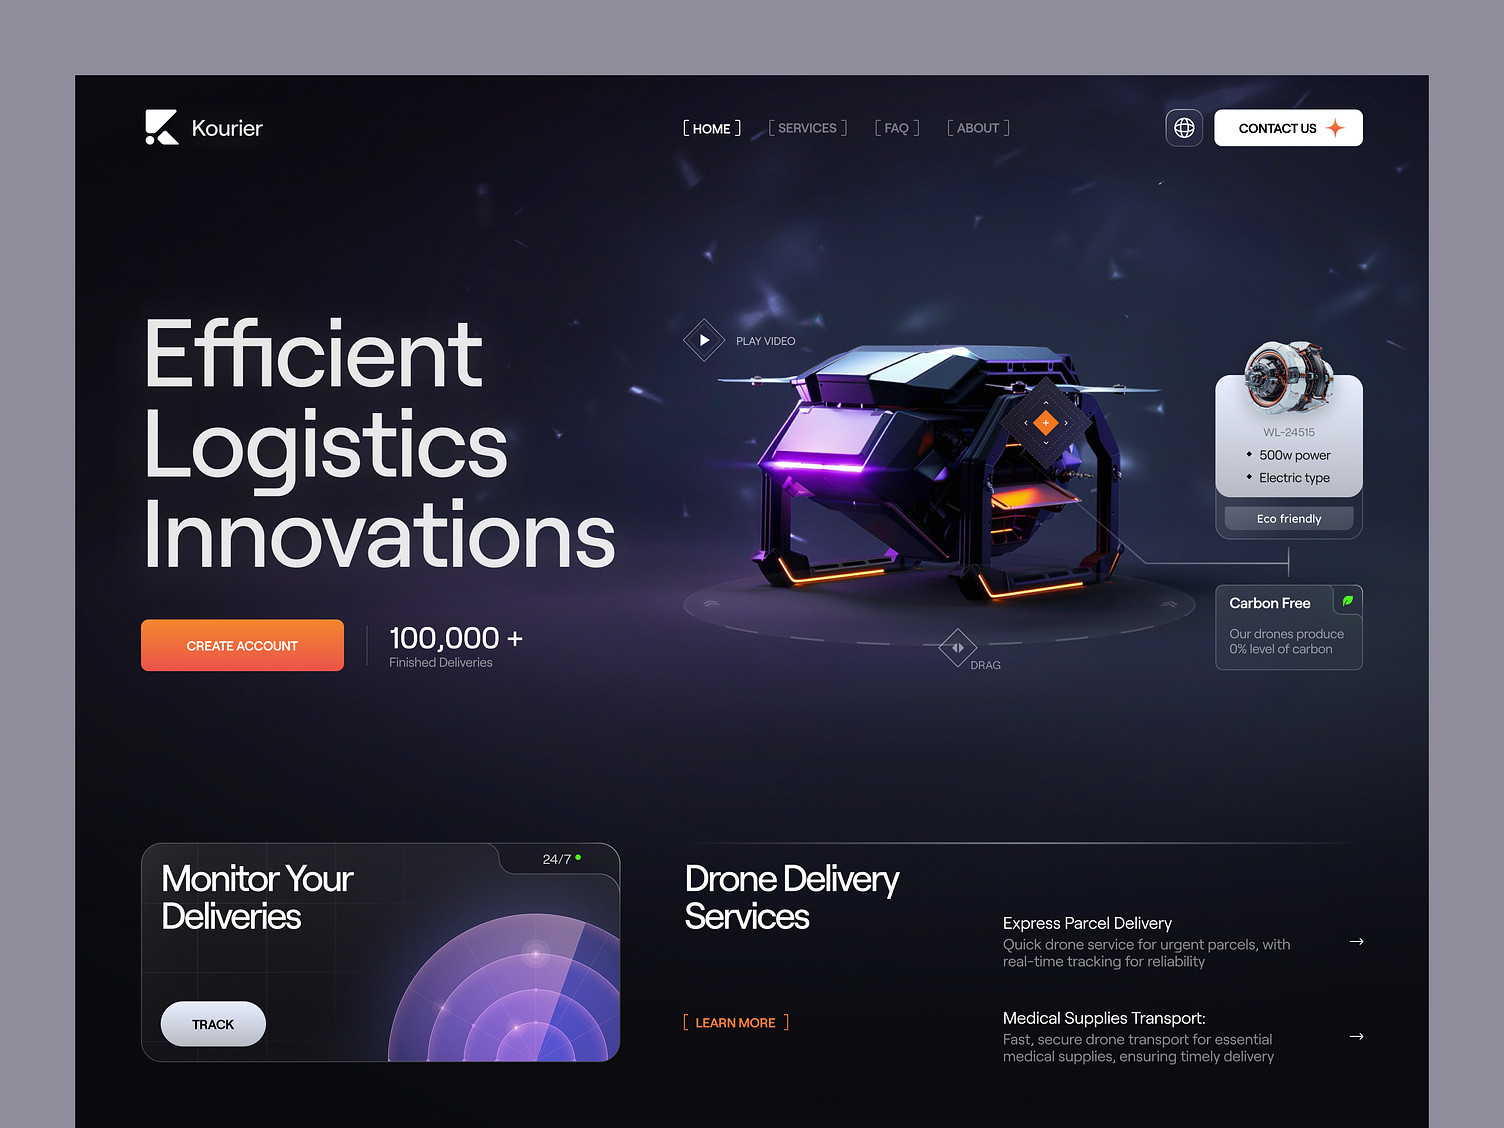 Kourier
HOME
SERVICES
FAQ
ABOUT
CONTACT US
Efficient
Logistics
Innovations
CREATE ACCOUNT
100,000 +
Finished Deliveries
PLAY VIDEO
DRAG
WL-24515
500w power
Electric type
Eco friendly
Carbon Free
Our drones produce
0% level of carbon
Monitor Your
Deliveries
24/7
TRACK
Drone Delivery
Services
LEARN MORE
Express Parcel Delivery
Quick drone service for urgent parcels, with
real-time tracking for reliability
Medical Supplies Transport:
Fast, secure drone transport for essential
medical supplies, ensuring timely delivery